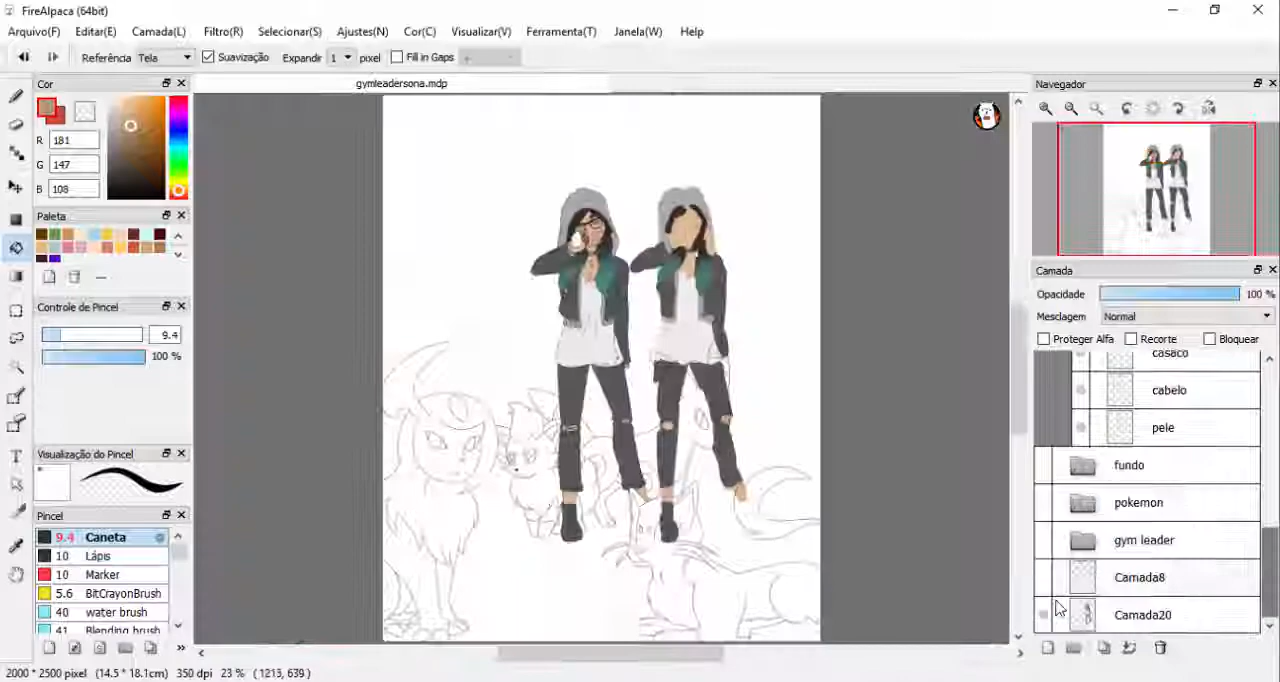 FireAlpaca (64bit)
Arquivo(F) Editar(E) Camada(L) Filtro(R) Selecionar(S) Ajustes(N) Cor(C) Visualizar(V) Ferramenta(T) Janela(W) Help
Referência Tela Suavização Expandir 1 pixel Fill in Gaps
Cor
gymleadersona.mdp
Navegador
R 181
G 147
B 108
Paleta
Controle de Pincel
9.4
100 %
Visualização do Pincel
Pincel
9.4 Caneta
10 Lápis
10 Marker
5.6 BitCrayonBrush
40 water brush
41 Blending brush
Camada
Opacidade 100 %
Mesclagem Normal
Proteger Alfa Recorte Bloquear
casaco
cabelo
pele
fundo
pokemon
gym leader
Camada8
Camada20
2000 * 2500 pixel (14.5 * 18.1cm) 350 dpi 23 % ( 1213, 639 )